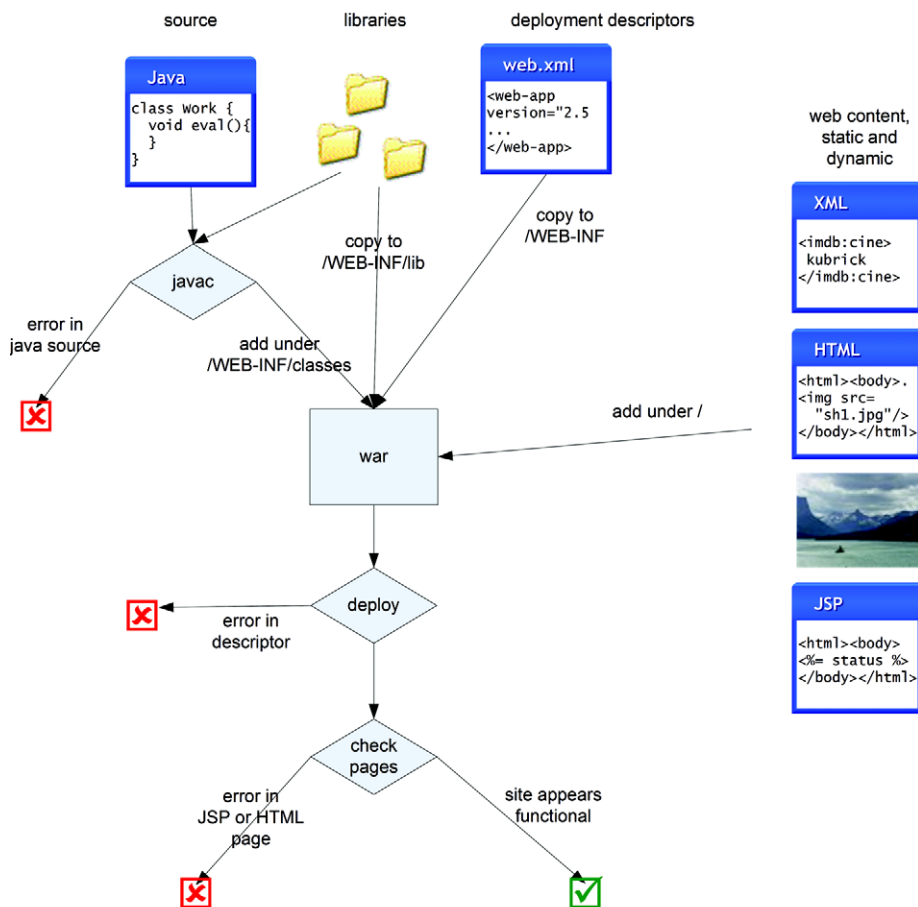 source
libraries
deployment descriptors
Java
class Work {
void eval(){
}
}
web.xml
<web-app
version="2.5
...
</web-app>
web content,
static and
dynamic
XML
<imdb:cine>
kubrick
</imdb:cine>
copy to
/WEB-INF/lib
copy to
/WEB-INF
javac
error in
java source
add under
/WEB-INF/classes
HTML
<html><body>.
<img src=
"sh1.jpg"/>
</body></html>
add under /
war
deploy
error in
descriptor
JSP
<html><body>
<%= status %>
</body></html>
check
pages
error in
JSP or HTML
page
site appears
functional